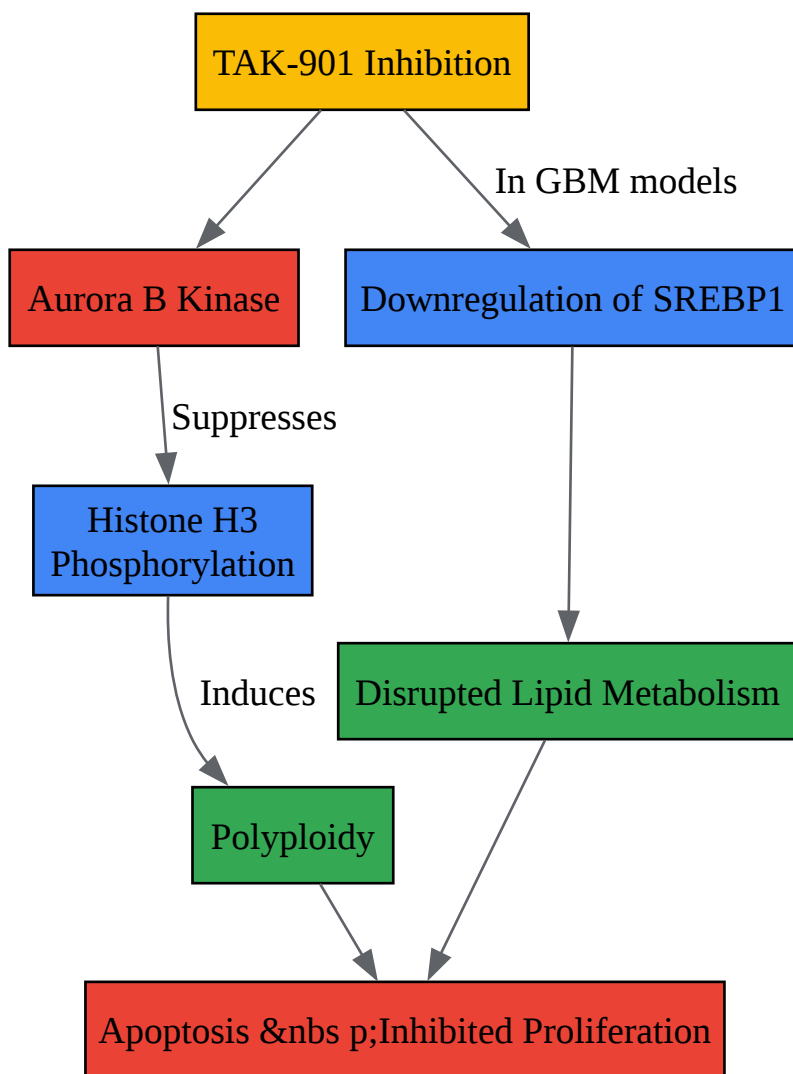 TAK-901 Inhibition
In GBM models
Aurora B Kinase
Downregulation of SREBP1
Suppresses
Histone H3
Phosphorylation
Induces
Disrupted Lipid Metabolism
Polyploidy
Apoptosis &nbs p;Inhibited Proliferation